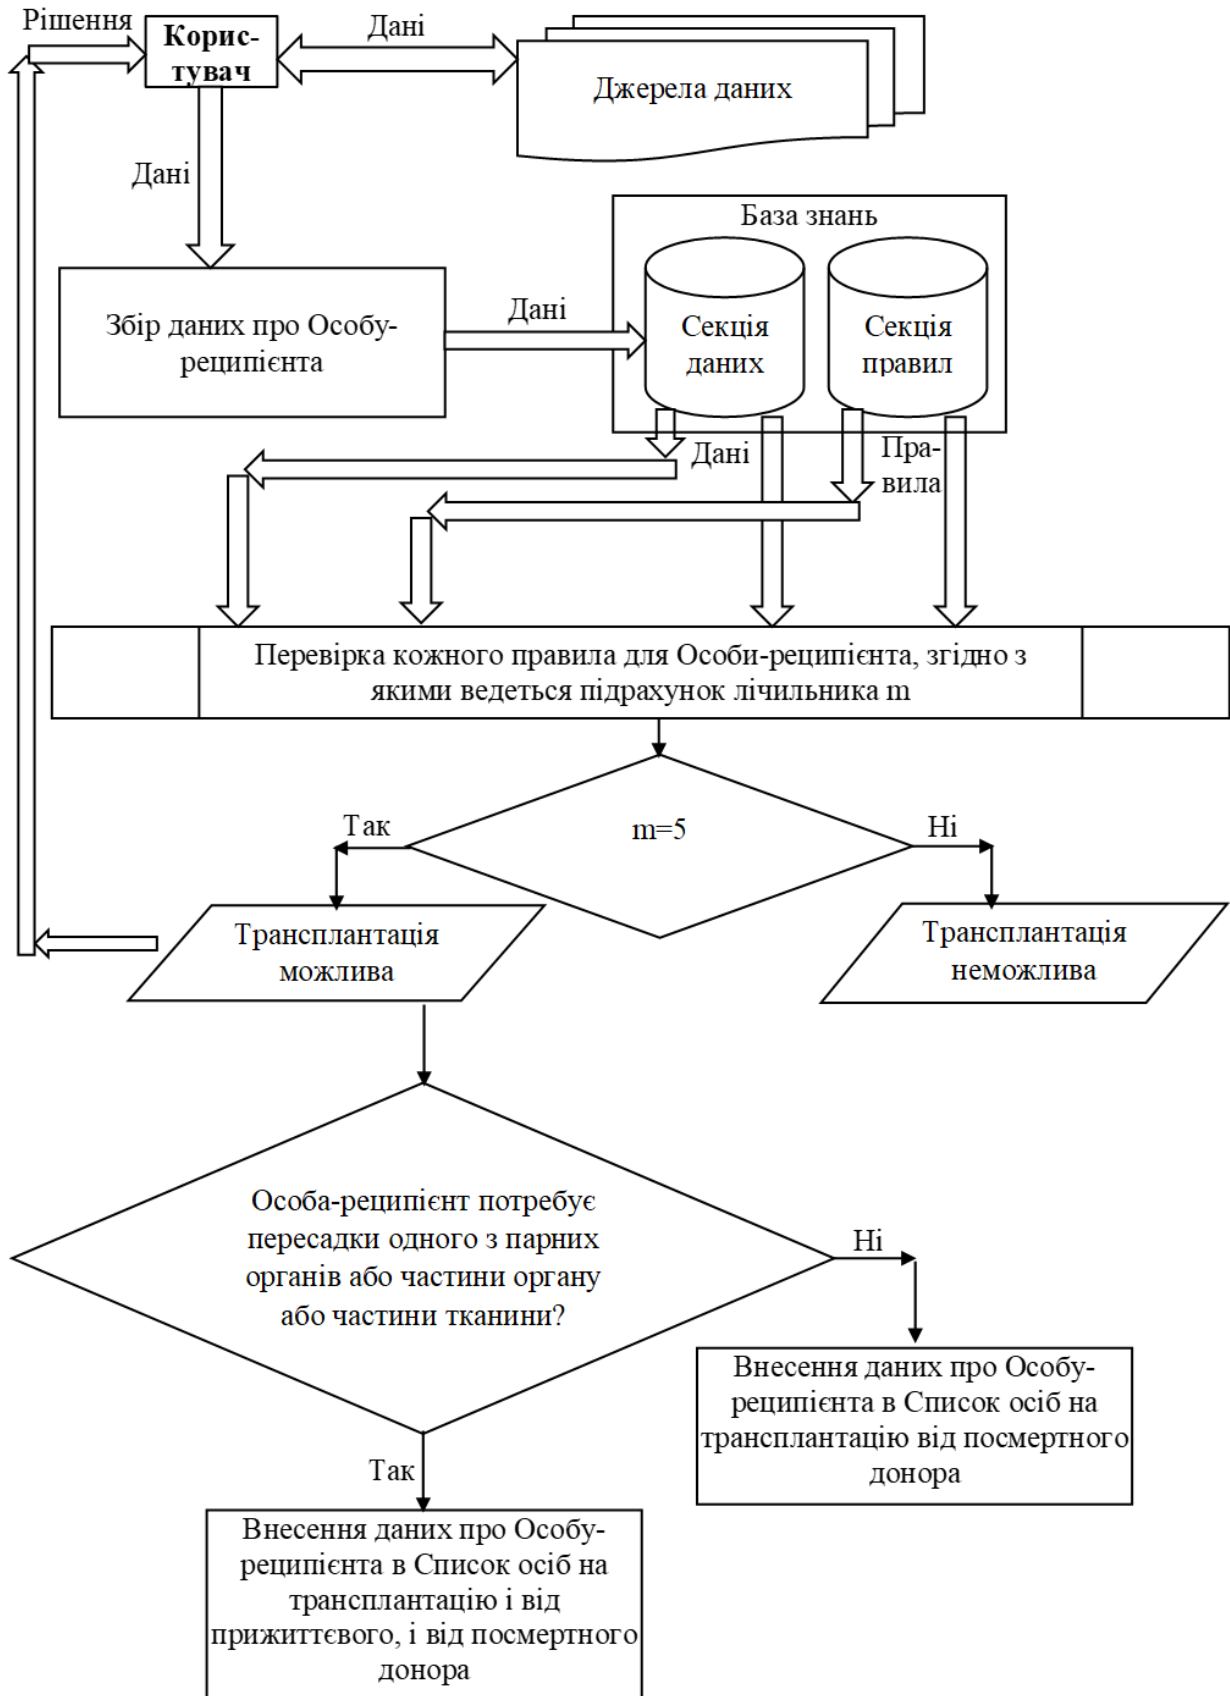 Рішення
Корис-
тувач
Дані
Джерела даних
Дані
База знань
Збір даних про Особу-
реципієнта
Дані
Секція
даних
Секція
правил
Дані
Пра-
вила
Перевірка кожного правила для Особи-реципієнта, згідно з
якими ведеться підрахунок лічильника m
Так
m=5
Ні
Трансплантація
можлива
Трансплантація
неможлива
Особа-реципієнт потребує
пересадки одного з парних
органів або частини органу
або частини тканини?
Ні
Внесення даних про Особу-
реципієнта в Список осіб на
трансплантацію від посмертного
донора
Так
Внесення даних про Особу-
реципієнта в Список осіб на
трансплантацію і від
прижиттєвого, і від посмертного
донора